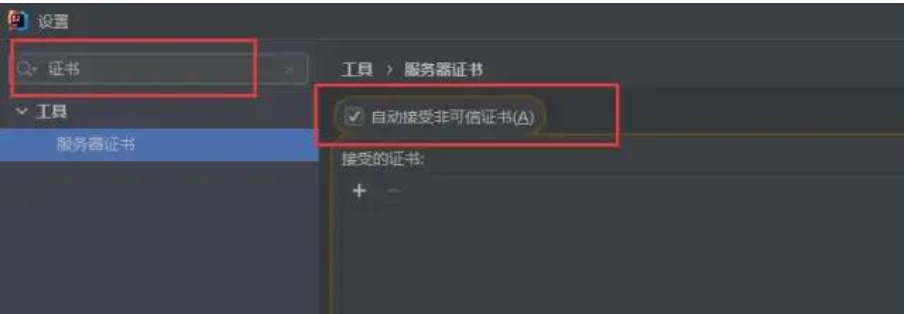 设置
证书
工具 › 服务器证书
工具
自动接受非可信证书(A)
服务器证书
接受的证书: